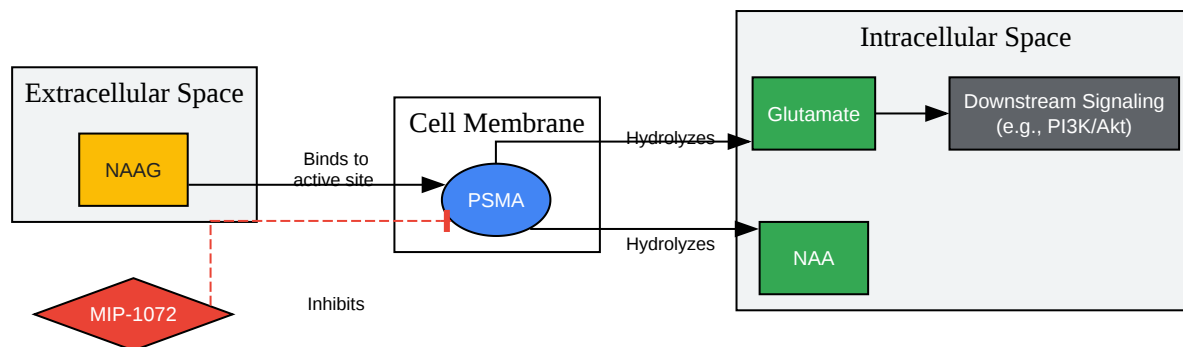 Extracellular Space
NAAG
Binds to
active site
Cell Membrane
PSMA
Hydrolyzes
Hydrolyzes
Intracellular Space
Glutamate
Downstream Signaling
(e.g., PI3K/Akt)
NAA
MIP-1072
Inhibits